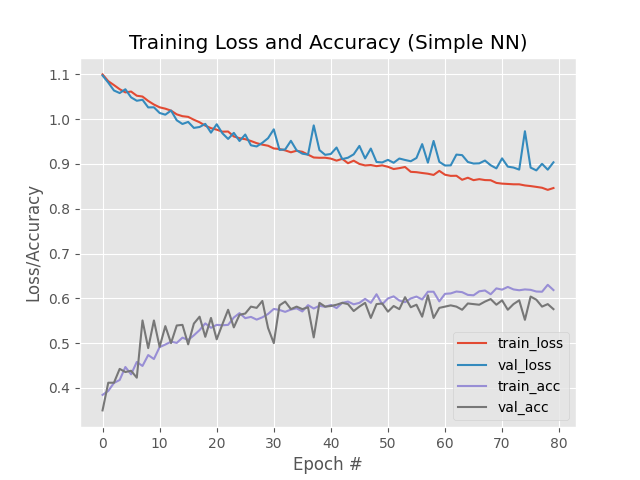 Training Loss and Accuracy (Simple NN)
1.1
1.0
0.9
0.8
0.7
0.6
0.5
0.4
Loss/Accuracy
train_loss
val_loss
train_acc
val_acc
0 10 20 30 40 50 60 70 80
Epoch #